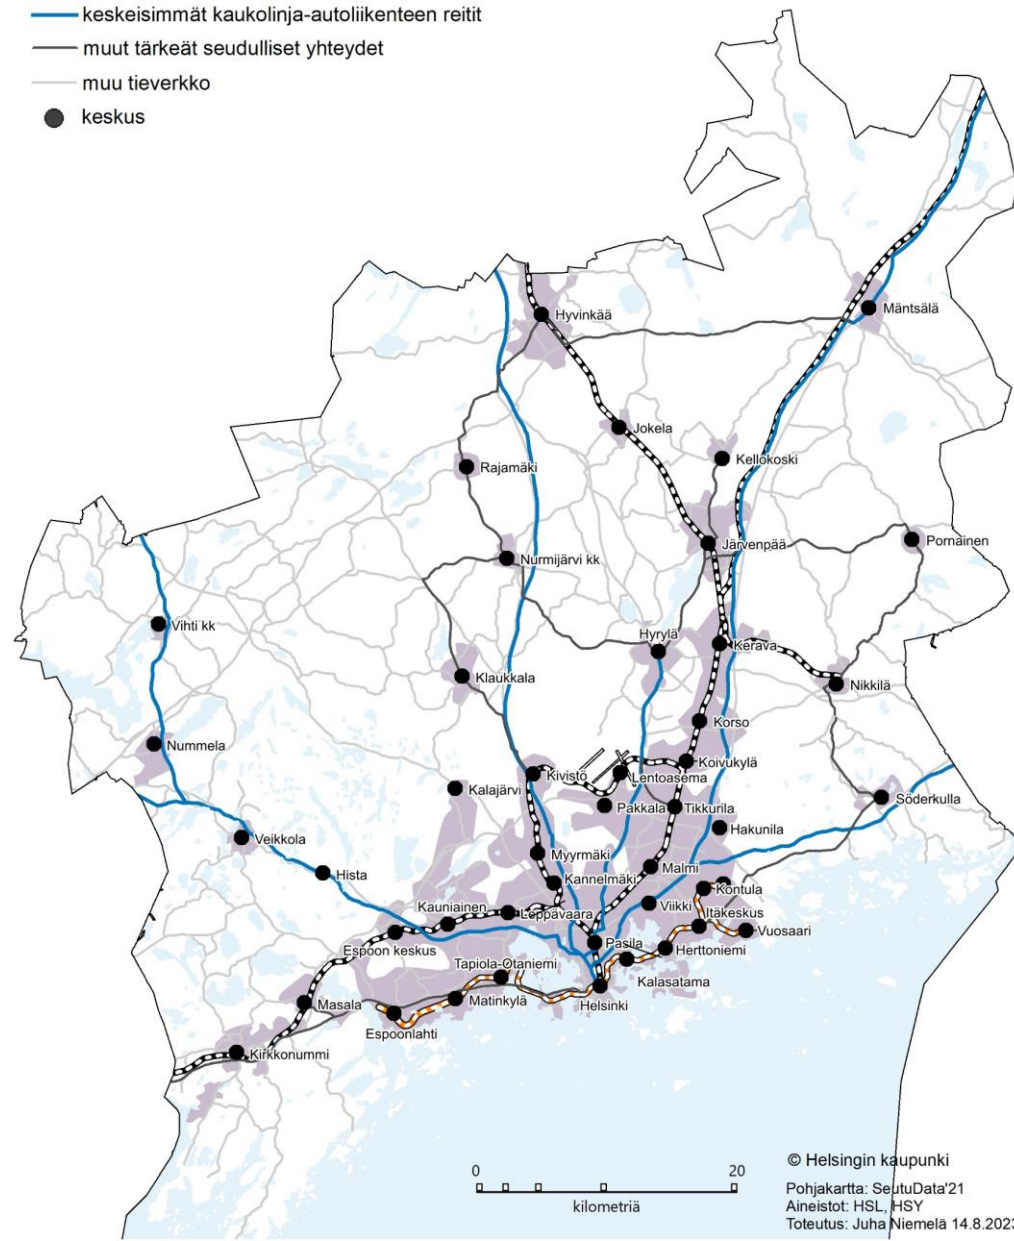 keskeisimmät kaukolinja-autoliikenteen reitit
muut tärkeät seudulliset yhteydet
muu tieverkko
keskus
Hyvinkää
Mäntsälä
Jokela
Kellokoski
Rajamäki
Järvenpää
Pornainen
Nurmijärvi kk
Vihti kk
Hyrylä
Kerava
Klaukkala
Nikkilä
Korso
Nummela
Koivukylä
Kivistö
Lentoasema
Kalajärvi
Söderkulla
Pakkala
Tikkurila
Hakunila
Veikkola
Myyrmäki
Malmi
Hista
Kannelmäki
Kontula
Kauniainen
Leppävaara
Viikki
Itäkeskus
Vuosaari
Espoon keskus
Pasila
Herttoniemi
Tapiola-Otaniemi
Kalasatama
Masala
Matinkylä
Helsinki
Espoonlahti
Kirkkonummi
0 20
kilometriä
© Helsingin kaupunki
Pohjakartta: SeutuData'21
Aineistot: HSL, HSY
Toteutus: Juha Niemelä 14.8.2023